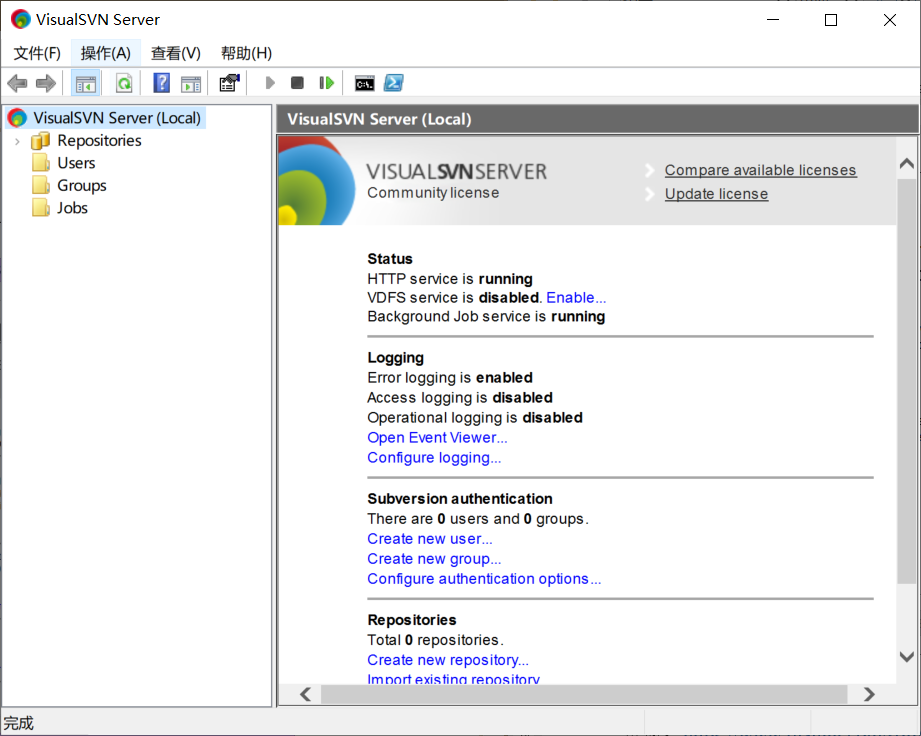 VisualSVN Server
文件(F) 操作(A) 查看(V) 帮助(H)
VisualSVN Server (Local)
Repositories
Users
Groups
Jobs
VisualSVN Server (Local)
VISUALSVNSERVER
Community license
Compare available licenses
Update license
Status
HTTP service is running
VDFS service is disabled. Enable...
Background Job service is running
Logging
Error logging is enabled
Access logging is disabled
Operational logging is disabled
Open Event Viewer...
Configure logging...
Subversion authentication
There are 0 users and 0 groups.
Create new user...
Create new group...
Configure authentication options...
Repositories
Total 0 repositories.
Create new repository...
Import existing repository
完成